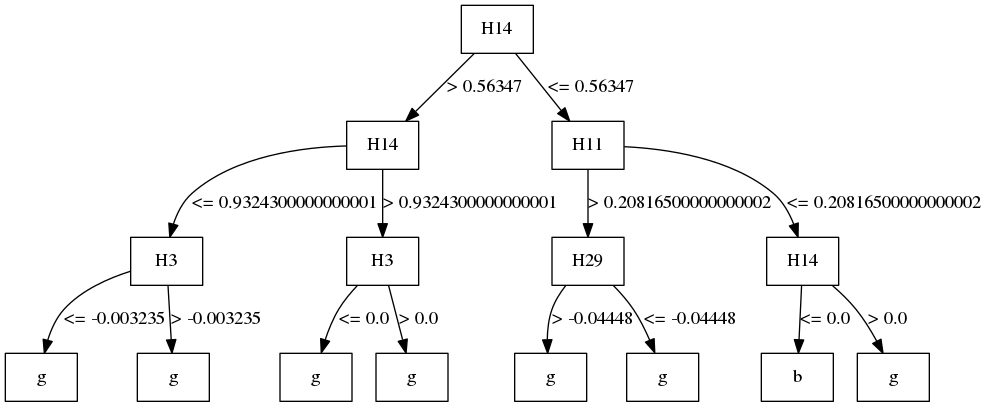 H14
> 0.56347 <= 0.56347
H14 H11
<= 0.9324300000000001 > 0.9324300000000001 > 0.20816500000000002 <= 0.20816500000000002
H3 H3 H29 H14
<= -0.003235 > -0.003235 <= 0.0 > 0.0 > -0.04448 <= -0.04448 <= 0.0 > 0.0
g g g g g g b g